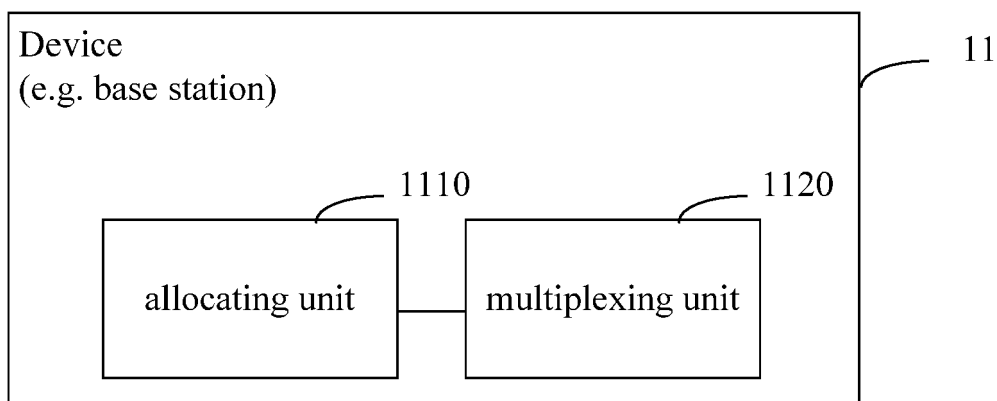 Device
(e.g. base station)
11
1110
1120
allocating unit
multiplexing unit